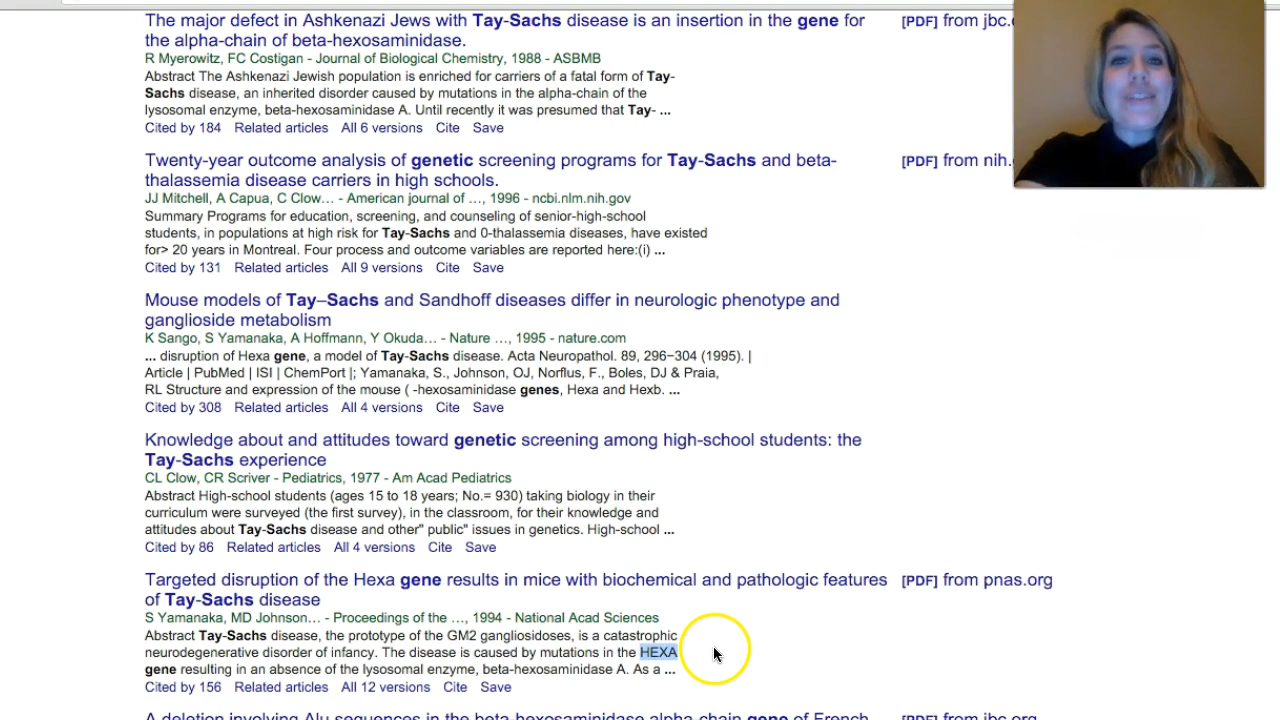 The major defect in Ashkenazi Jews with Tay-Sachs disease is an insertion in the gene for
[PDF] from jbc.
the alpha-chain of beta-hexosaminidase.
R Myerowitz, FC Costigan - Journal of Biological Chemistry, 1988 - ASBMB
Abstract The Ashkenazi Jewish population is enriched for carriers of a fatal form of Tay-
Sachs disease, an inherited disorder caused by mutations in the alpha-chain of the
lysosomal enzyme, beta-hexosaminidase A. Until recently it was presumed that Tay- ...
Cited by 184 Related articles All 6 versions Cite Save
Twenty-year outcome analysis of genetic screening programs for Tay-Sachs and beta-
[PDF] from nih.
thalassemia disease carriers in high schools.
JJ Mitchell, A Capua, C Clow... - American journal of ..., 1996 - ncbi.nlm.nih.gov
Summary Programs for education, screening, and counseling of senior-high-school
students, in populations at high risk for Tay-Sachs and 0-thalassemia diseases, have existed
for> 20 years in Montreal. Four process and outcome variables are reported here:(i) ...
Cited by 131 Related articles All 9 versions Cite Save
Mouse models of Tay–Sachs and Sandhoff diseases differ in neurologic phenotype and
ganglioside metabolism
K Sango, S Yamanaka, A Hoffmann, Y Okuda... - Nature ..., 1995 - nature.com
... disruption of Hexa gene, a model of Tay-Sachs disease. Acta Neuropathol. 89, 296−304 (1995). |
Article | PubMed | ISI | ChemPort |; Yamanaka, S., Johnson, OJ, Norflus, F., Boles, DJ & Praia,
RL Structure and expression of the mouse ( -hexosaminidase genes, Hexa and Hexb. ...
Cited by 308 Related articles All 4 versions Cite Save
Knowledge about and attitudes toward genetic screening among high-school students: the
Tay-Sachs experience
CL Clow, CR Scriver - Pediatrics, 1977 - Am Acad Pediatrics
Abstract High-school students (ages 15 to 18 years; No.= 930) taking biology in their
curriculum were surveyed (the first survey), in the classroom, for their knowledge and
attitudes about Tay-Sachs disease and other" public" issues in genetics. High-school ...
Cited by 86 Related articles All 4 versions Cite Save
Targeted disruption of the Hexa gene results in mice with biochemical and pathologic features
[PDF] from pnas.org
of Tay-Sachs disease
S Yamanaka, MD Johnson... - Proceedings of the ..., 1994 - National Acad Sciences
Abstract Tay-Sachs disease, the prototype of the GM2 gangliosidoses, is a catastrophic
neurodegenerative disorder of infancy. The disease is caused by mutations in the HEXA
gene resulting in an absence of the lysosomal enzyme, beta-hexosaminidase A. As a ...
Cited by 156 Related articles All 12 versions Cite Save
A deletion involving Alu sequences in the beta-hexosaminidase alpha-chain gene of French
[PDF] from jbc.org